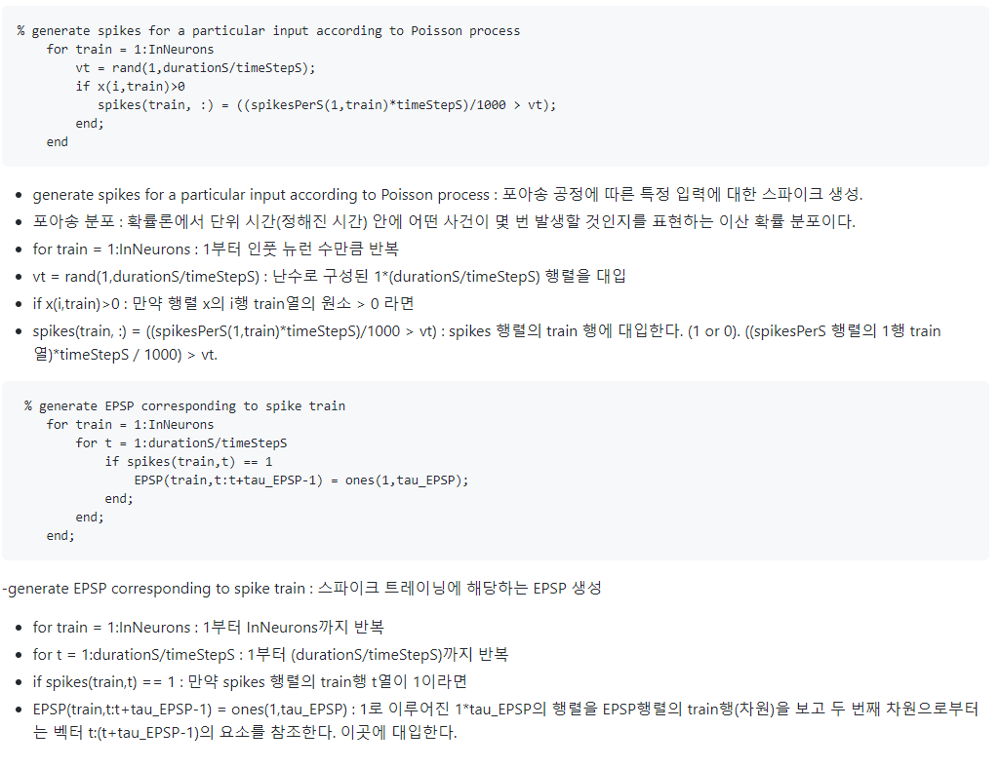 % generate spikes for a particular input according to Poisson process
for train = 1:InNeurons
vt = rand(1,durationS/timeStepS);
if x(i,train)>0
spikes(train, :) = ((spikesPerS(1,train)*timeStepS)/1000 > vt);
end;
end
• generate spikes for a particular input according to Poisson process : 포아송 공정에 따른 특정 입력에 대한 스파이크 생성.
• 포아송 분포 : 확률론에서 단위 시간(정해진 시간) 안에 어떤 사건이 몇 번 발생할 것인지를 표현하는 이산 확률 분포이다.
• for train = 1:InNeurons : 1부터 인풋 뉴런 수만큼 반복
• vt = rand(1,durationS/timeStepS) : 난수로 구성된 1*(durationS/timeStepS) 행렬을 대입
• if x(i,train)>0 : 만약 행렬 x의 i행 train열의 원소 > 0 라면
• spikes(train, :) = ((spikesPerS(1,train)*timeStepS)/1000 > vt) : spikes 행렬의 train 행에 대입한다. (1 or 0). ((spikesPerS 행렬의 1행 train
열)*timeStepS / 1000) > vt.
% generate EPSP corresponding to spike train
for train = 1:InNeurons
for t = 1:durationS/timeStepS
if spikes(train,t) == 1
EPSP(train,t:t+tau_EPSP-1) = ones(1,tau_EPSP);
end;
end;
end;
-generate EPSP corresponding to spike train : 스파이크 트레이닝에 해당하는 EPSP 생성
• for train = 1:InNeurons : 1부터 InNeurons까지 반복
• for t = 1:durationS/timeStepS : 1부터 (durationS/timeStepS)까지 반복
• if spikes(train,t) == 1 : 만약 spikes 행렬의 train행 t열이 1이라면
• EPSP(train,t:t+tau_EPSP-1) = ones(1,tau_EPSP) : 1로 이루어진 1*tau_EPSP의 행렬을 EPSP행렬의 train행(차원)을 보고 두 번째 차원으로부터
는 벡터 t:(t+tau_EPSP-1)의 요소를 참조한다. 이곳에 대입한다.